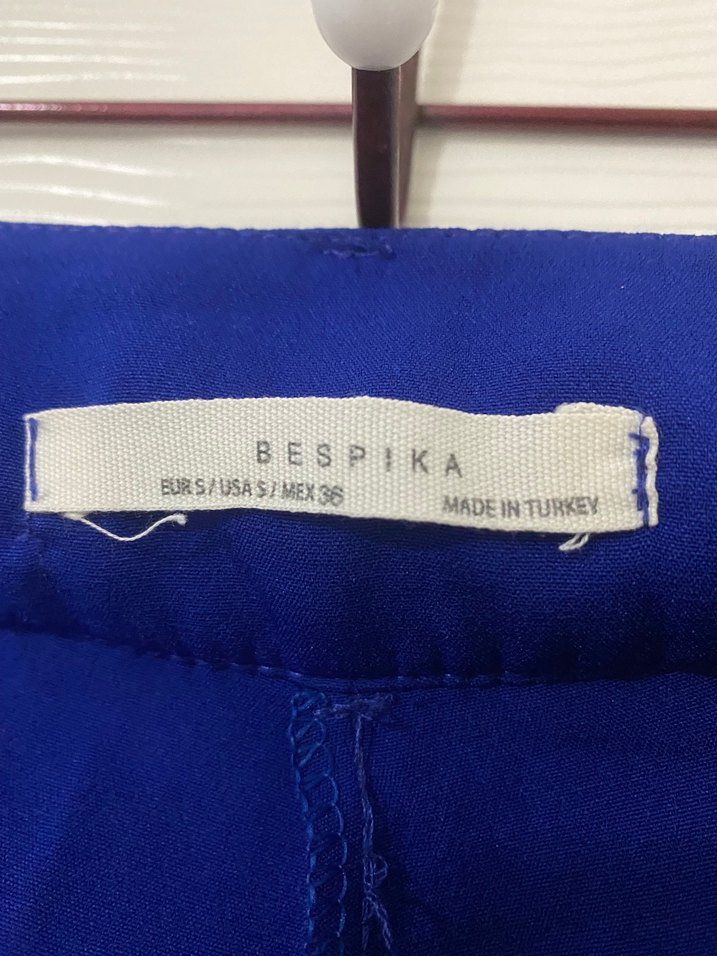 BESPIKA
EUR S / USA S / MEX 36
MADE IN TURKEY